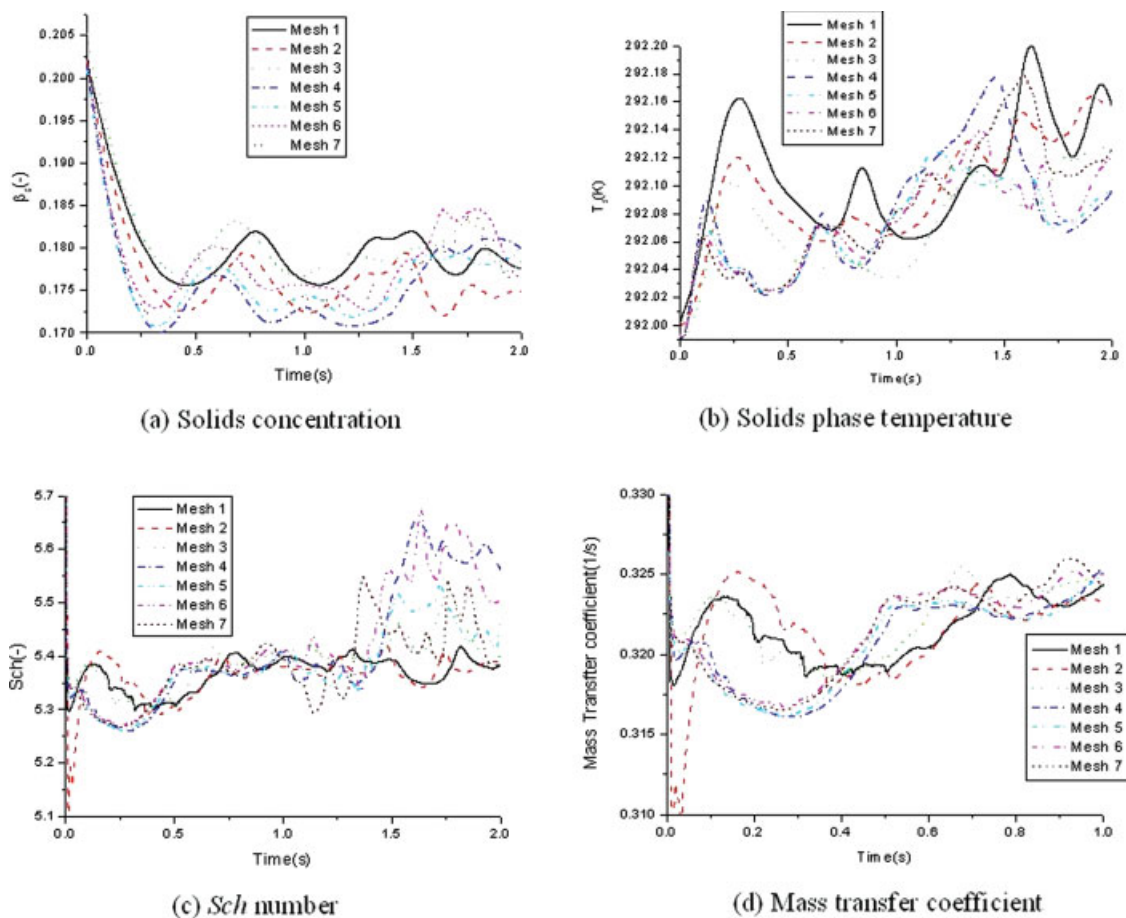 Mesh 1
Mesh 2
Mesh 3
Mesh 4
Mesh 5
Mesh 6
Mesh 7
0.205
0.200
0.195
0.190
0.185
0.180
0.175
0.170
βs(-)
0.0 0.5 1.0 1.5 2.0
Time(s)
(a) Solids concentration
Mesh 1
Mesh 2
Mesh 3
Mesh 4
Mesh 5
Mesh 6
Mesh 7
292.20
292.18
292.16
292.14
292.12
292.10
292.08
292.06
292.04
292.02
292.00
Ts(K)
0.0 0.5 1.0 1.5 2.0
Time(s)
(b) Solids phase temperature
Mesh 1
Mesh 2
Mesh 3
Mesh 4
Mesh 5
Mesh 6
Mesh 7
5.7
5.6
5.5
5.4
5.3
5.2
5.1
Sch(-)
0.0 0.5 1.0 1.5 2.0
Time(s)
(c) Sch number
0.330
0.325
0.320
0.315
0.310
Mass Transfer coefficient(1/s)
Mesh 1
Mesh 2
Mesh 3
Mesh 4
Mesh 5
Mesh 6
Mesh 7
0.0 0.2 0.4 0.6 0.8 1.0
Time(s)
(d) Mass transfer coefficient